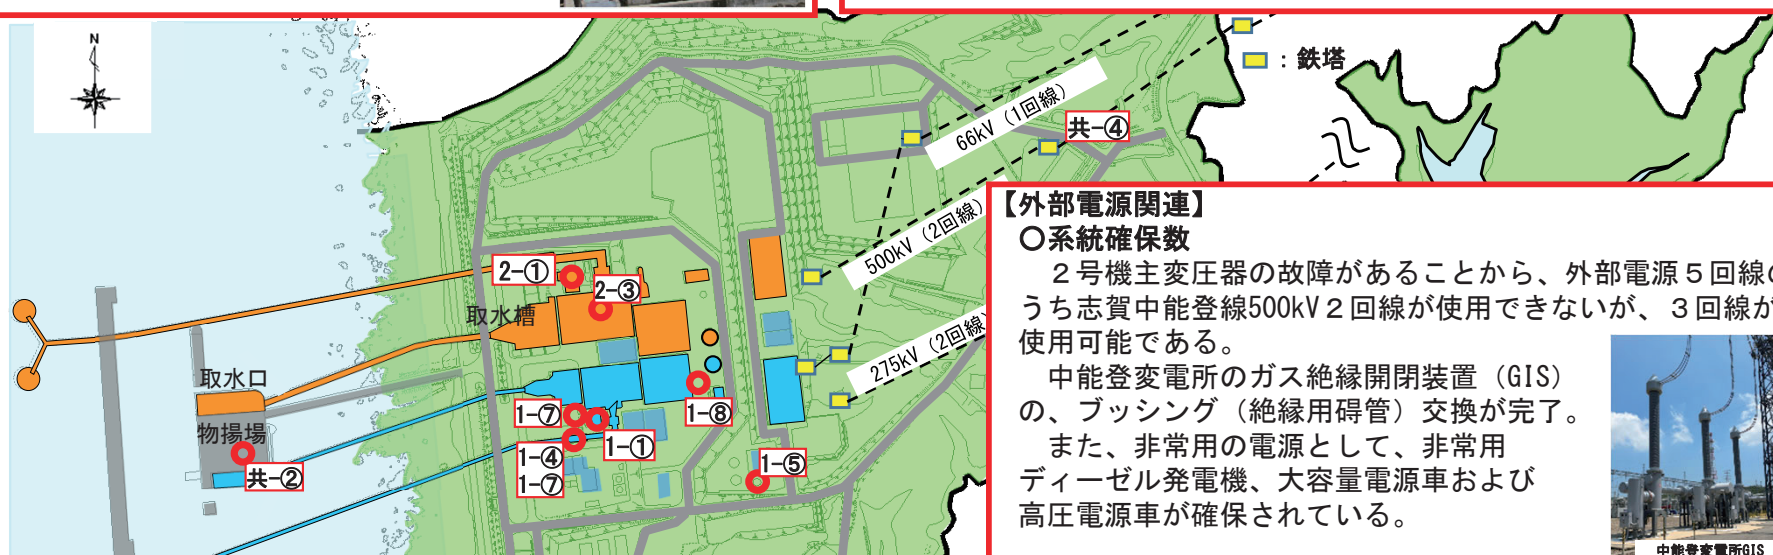 N
：鉄塔
66kV（1回線）
共-④
500kV（2回線）
275kV（2回線）
2-①
2-③
取水槽
取水口
物揚場
共-②
1-⑦
1-①
1-④
1-⑦
1-⑧
1-⑤
【外部電源関連】
〇系統確保数
２号機主変圧器の故障があることから、外部電源５回線の
うち志賀中能登線500kV２回線が使用できないが、３回線が
使用可能である。
中能登変電所のガス絶縁開閉装置（GIS）
の、ブッシング（絶縁用碍管）交換が完了。
また、非常用の電源として、非常用
ディーゼル発電機、大容量電源車および
高圧電源車が確保されている。
中能登変電所GIS